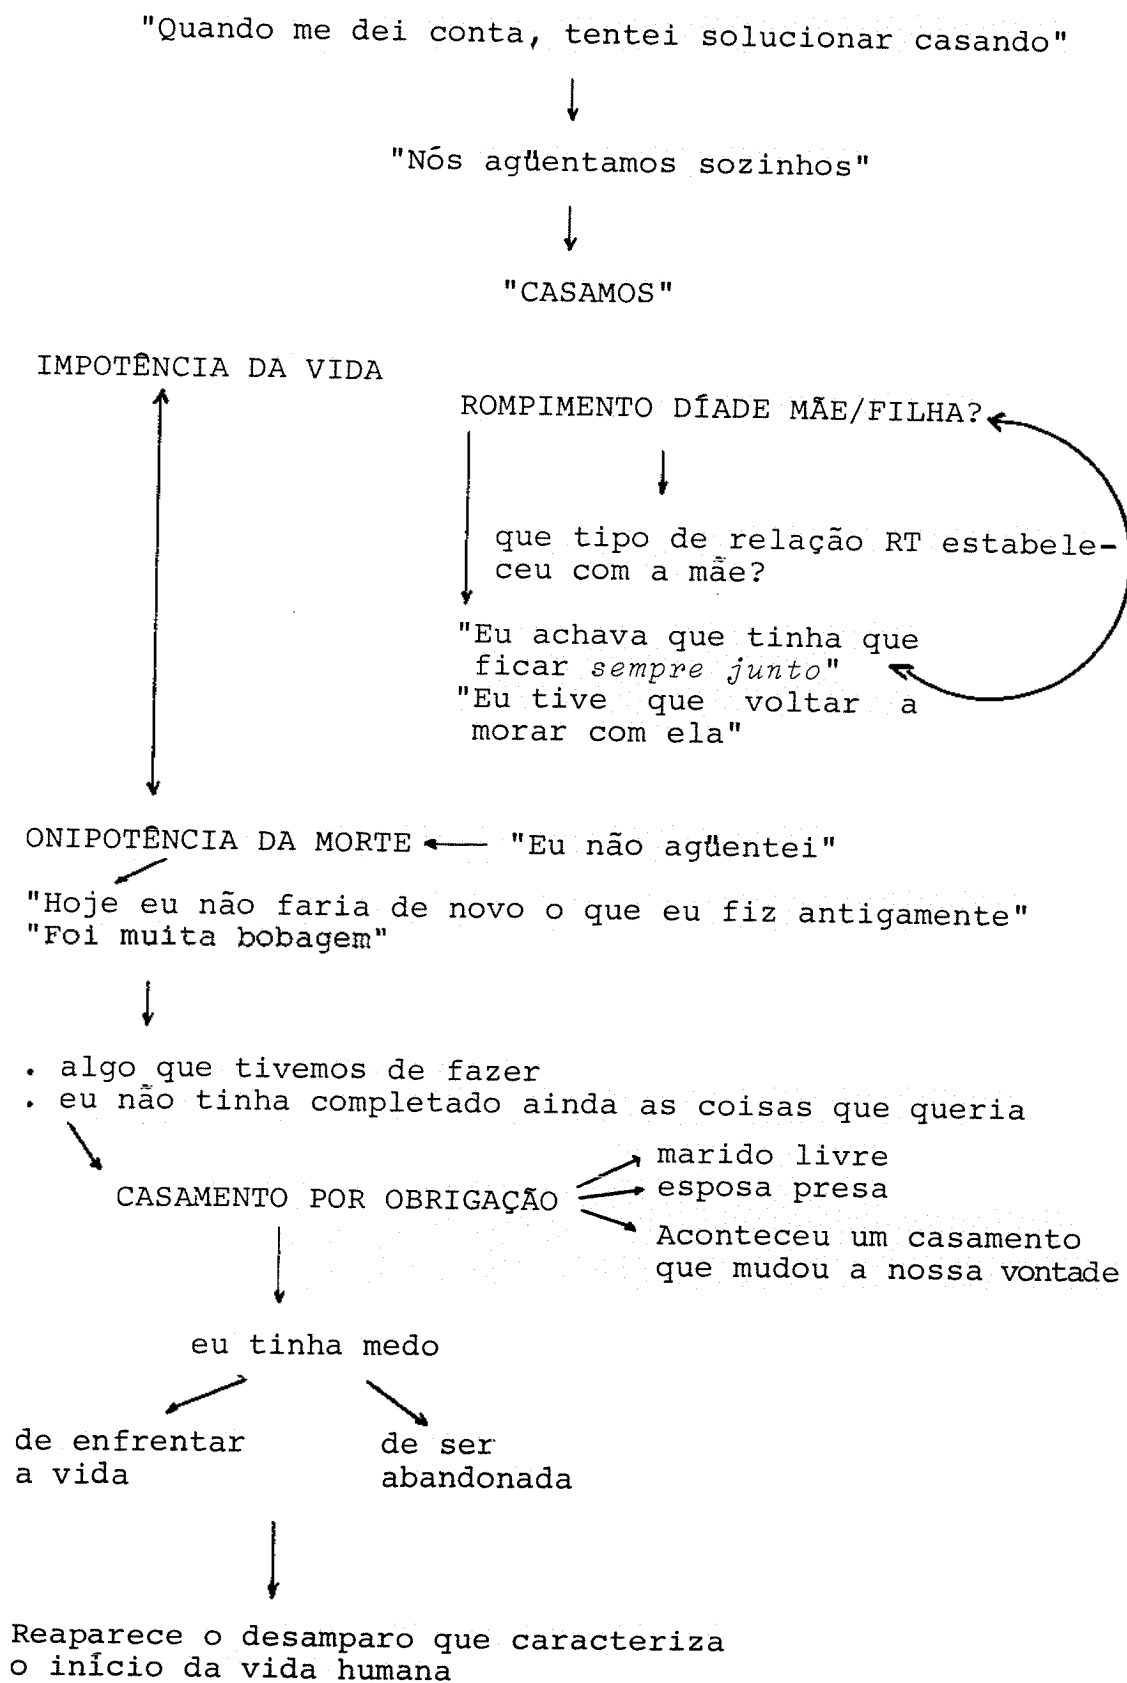 "Quando me dei conta, tentei solucionar casando"
"Nós agüentamos sozinhos"
"CASAMOS"
IMPOTÊNCIA DA VIDA
ROMPIMENTO DÍADE MÃE/FILHA?
que tipo de relação RT estabele-
ceu com a mãe?
"Eu achava que tinha que
ficar sempre junto"
"Eu tive que voltar a
morar com ela"
ONIPOTÊNCIA DA MORTE
"Eu não agüentei"
"Hoje eu não faria de novo o que eu fiz antigamente"
"Foi muita bobagem"
. algo que tivemos de fazer
. eu não tinha completado ainda as coisas que queria
CASAMENTO POR OBRIGAÇÃO
marido livre
esposa presa
Aconteceu um casamento
que mudou a nossa vontade
eu tinha medo
de enfrentar
a vida
de ser
abandonada
Reaparece o desamparo que caracteriza
o início da vida humana